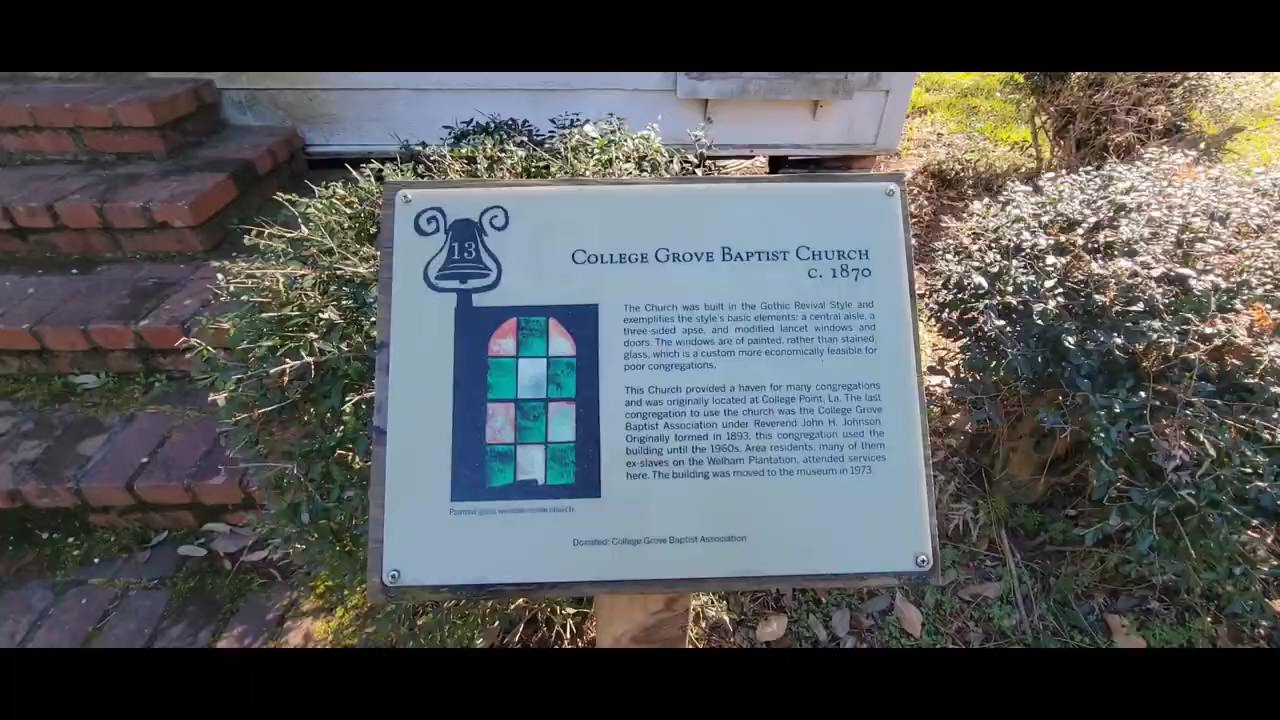 13
COLLEGE GROVE BAPTIST CHURCH
C. 1870
The Church was built in the Gothic Revival Style and
exemplifies the style's basic elements: a central aisle, a
three-sided apse, and modified lancet windows and
doors. The windows are of painted, rather than stained
glass, which is a custom more economically feasible for
poor congregations.
This Church provided a haven for many congregations
and was originally located at College Point, La. The last
congregation to use the church was the College Grove
Baptist Association under Reverend John H. Johnson.
Originally formed in 1893, this congregation used the
building until the 1960s. Area residents, many of them
ex-slaves on the Welham Plantation, attended services
here. The building was moved to the museum in 1973.
Painted glass window church.
Donated: College Grove Baptist Association